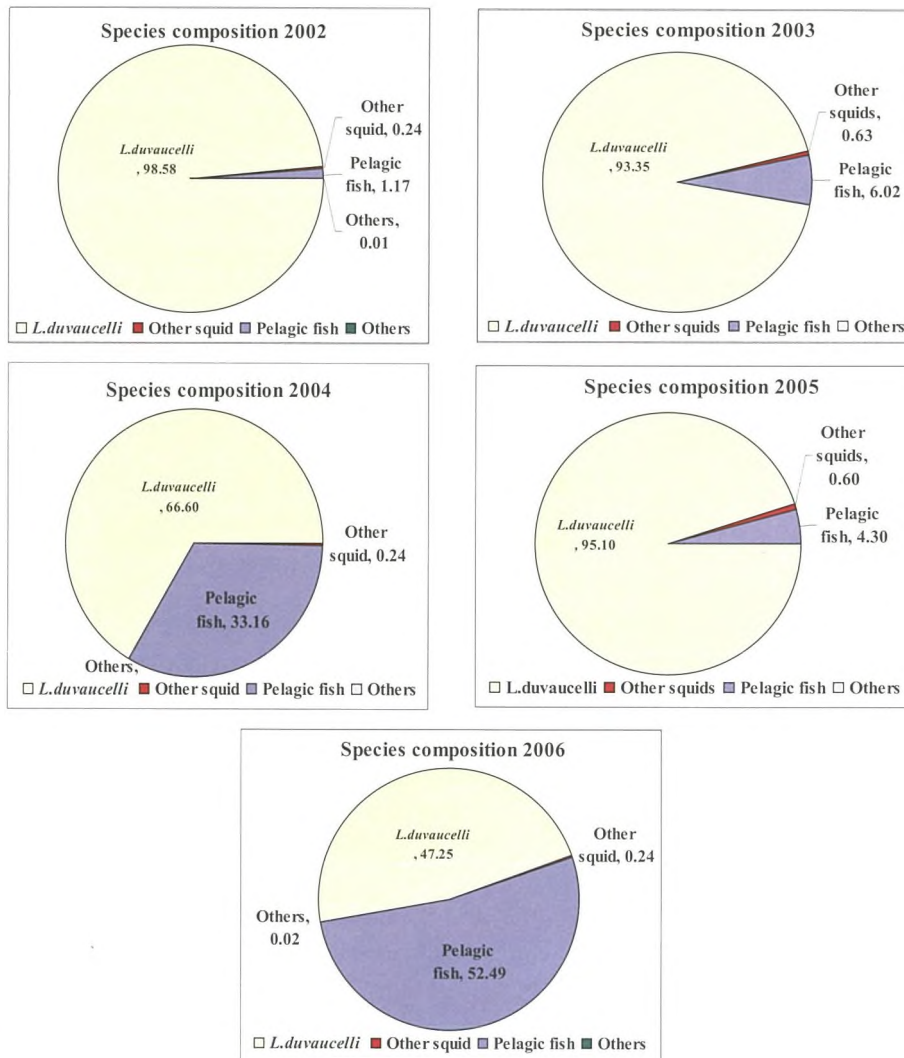 Species composition 2002
Other
squid, 0.24
L.duvaucelli
, 98.58
Pelagic
fish, 1.17
Others,
0.01
L.duvaucelli Other squid Pelagic fish Others
Species composition 2003
Other
squids,
0.63
L.duvaucelli
, 93.35
Pelagic
fish, 6.02
L.duvaucelli Other squids Pelagic fish Others
Species composition 2004
L.duvaucelli
, 66.60
Other
squid, 0.24
Pelagic
fish, 33.16
Others,
L.duvaucelli Other squid Pelagic fish Others
Species composition 2005
Other
squids,
0.60
L.duvaucelli
, 95.10
Pelagic
fish, 4.30
L.duvaucelli Other squids Pelagic fish Others
Species composition 2006
L.duvaucelli
, 47.25
Other
squid, 0.24
Others,
0.02
Pelagic
fish, 52.49
L.duvaucelli Other squid Pelagic fish Others